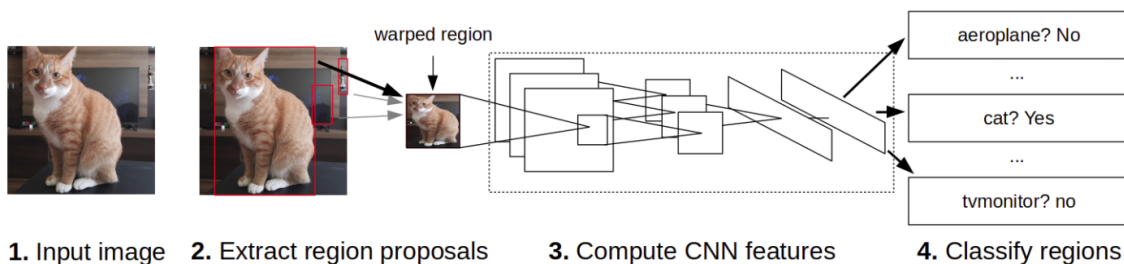 warped region
aeroplane? No
...
cat? Yes
...
tvmonitor? no
1. Input image
2. Extract region proposals
3. Compute CNN features
4. Classify regions